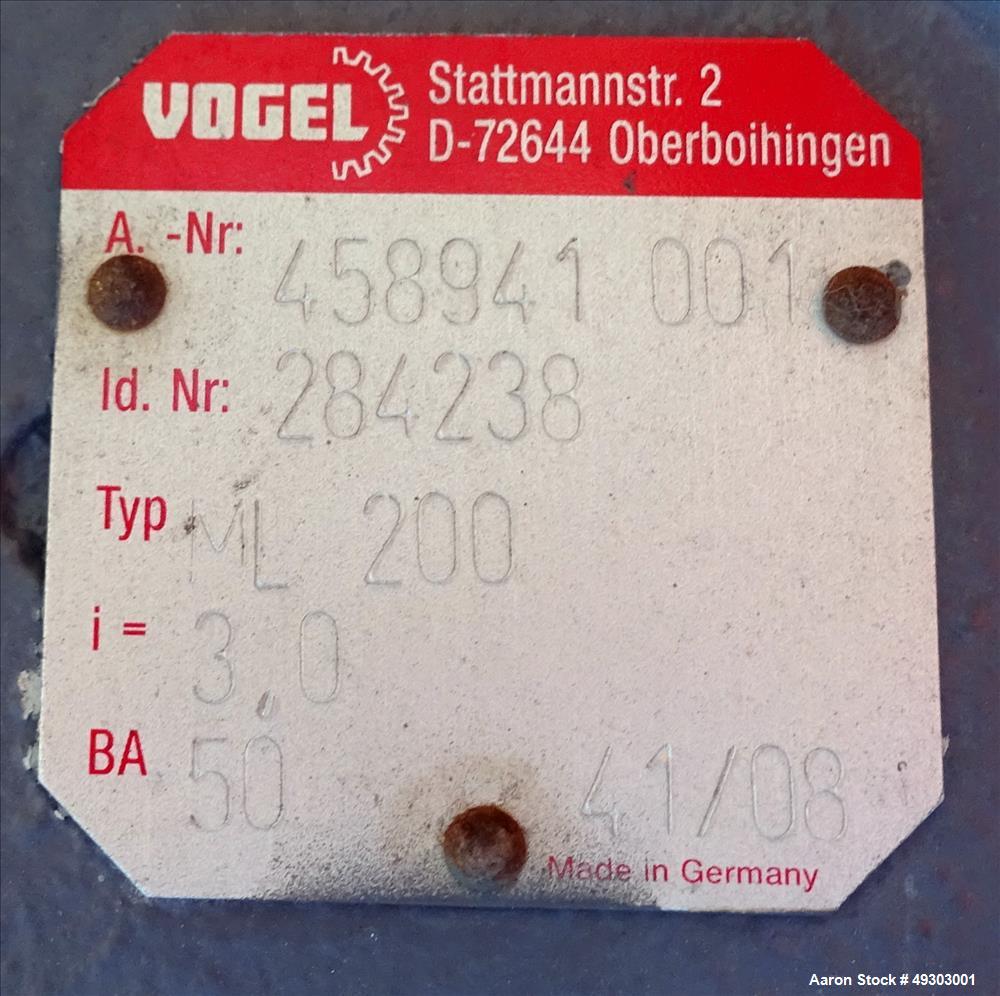 VOGEL
Stattmannstr. 2
D-72644 Oberboihingen
A. -Nr: 458941 001
Id. Nr: 284238
Typ ML 200
i = 3,0
BA 50 41/08
Made in Germany
Aaron Stock # 49303001